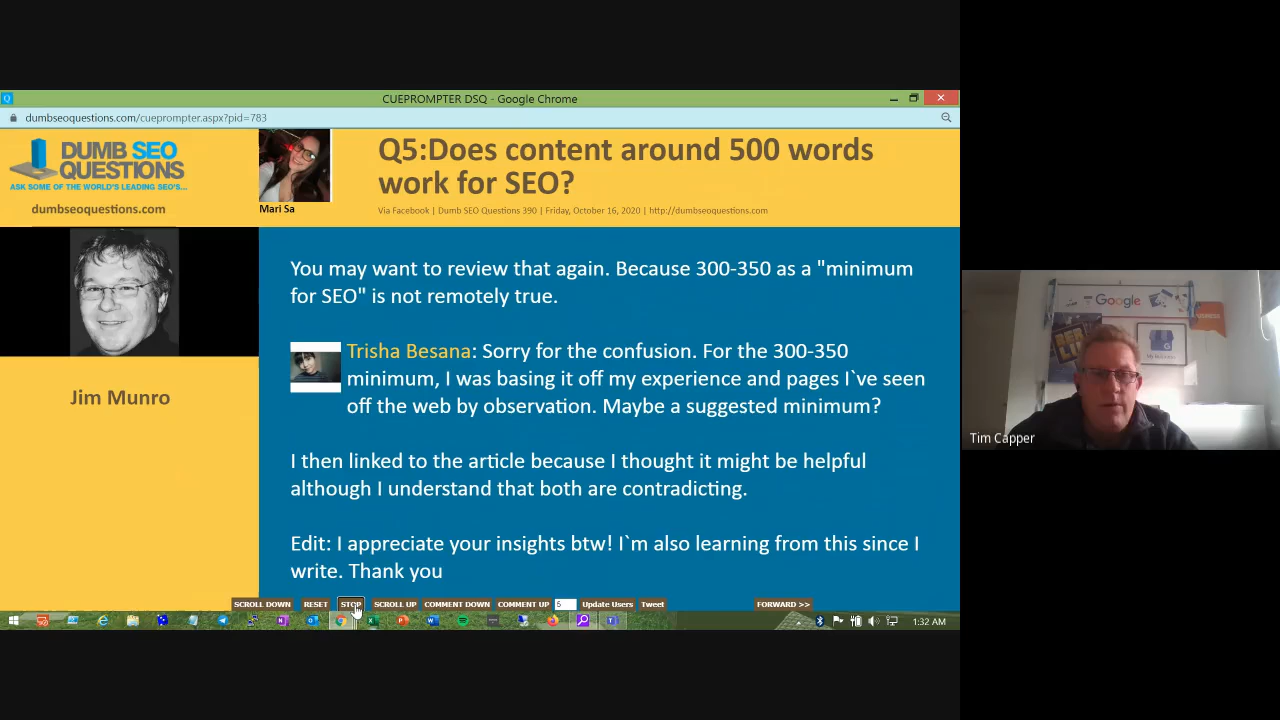 CUEPROMPTER DSQ - Google Chrome
dumbseoquestions.com/cueprompter.aspx?pid=783
DUMB SEO
QUESTIONS
ASK SOME OF THE WORLD'S LEADING SEO'S...
dumbseoquestions.com
Mari Sa
Q5:Does content around 500 words
work for SEO?
Via Facebook | Dumb SEO Questions 390 | Friday, October 16, 2020 | http://dumbseoquestions.com
Jim Munro
You may want to review that again. Because 300-350 as a "minimum
for SEO" is not remotely true.
Trisha Besana: Sorry for the confusion. For the 300-350
minimum, I was basing it off my experience and pages I`ve seen
off the web by observation. Maybe a suggested minimum?
I then linked to the article because I thought it might be helpful
although I understand that both are contradicting.
Edit: I appreciate your insights btw! I`m also learning from this since I
write. Thank you
SCROLL DOWN RESET STOP SCROLL UP COMMENT DOWN COMMENT UP 5 Update Users Tweet FORWARD >>
1:32 AM
Google
Tim Capper